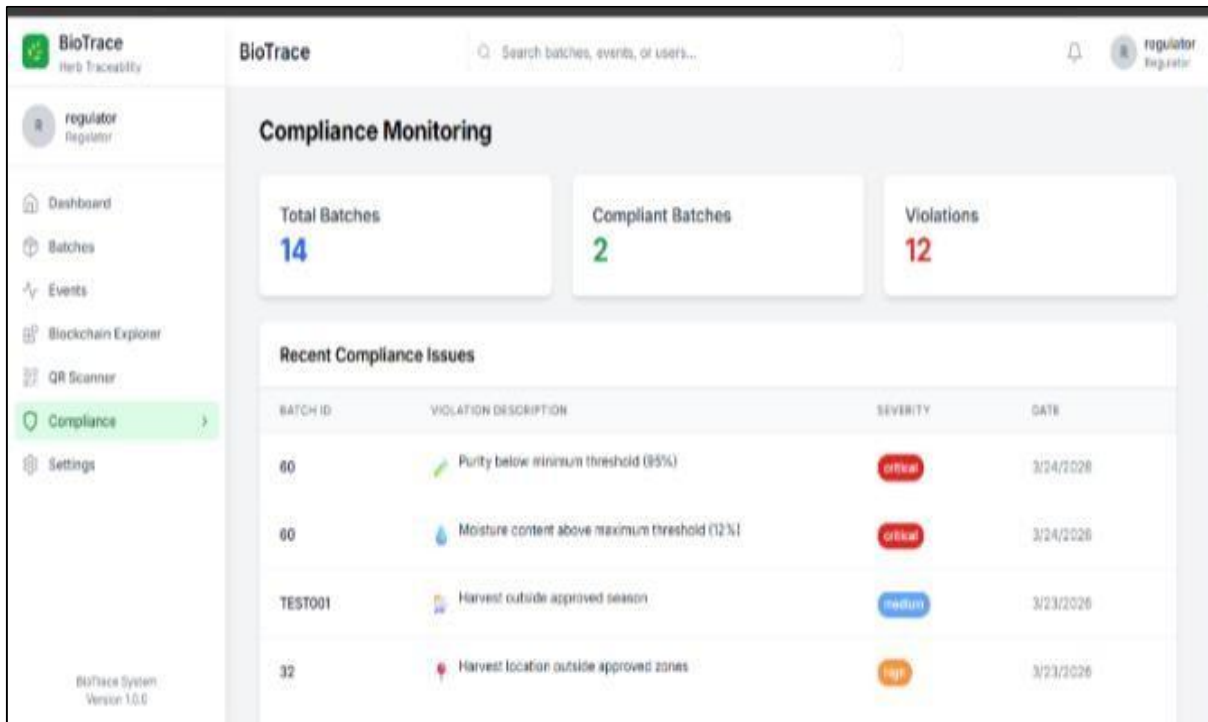 BioTrace
Herb Traceability
BioTrace
Search batches, events, or users...
R
regulator
Regulator
R
regulator
Regulator
Dashboard
Batches
Events
Blockchain Explorer
QR Scanner
Compliance
Settings
BioTrace System
Version 1.0.0
Compliance Monitoring
Total Batches
14
Compliant Batches
2
Violations
12
Recent Compliance Issues
BATCH ID VIOLATION DESCRIPTION SEVERITY DATE
60 Purity below minimum threshold (95%) critical 3/24/2026
60 Moisture content above maximum threshold (12%) critical 3/24/2026
TEST001 Harvest outside approved season medium 3/23/2026
32 Harvest location outside approved zones high 3/23/2026